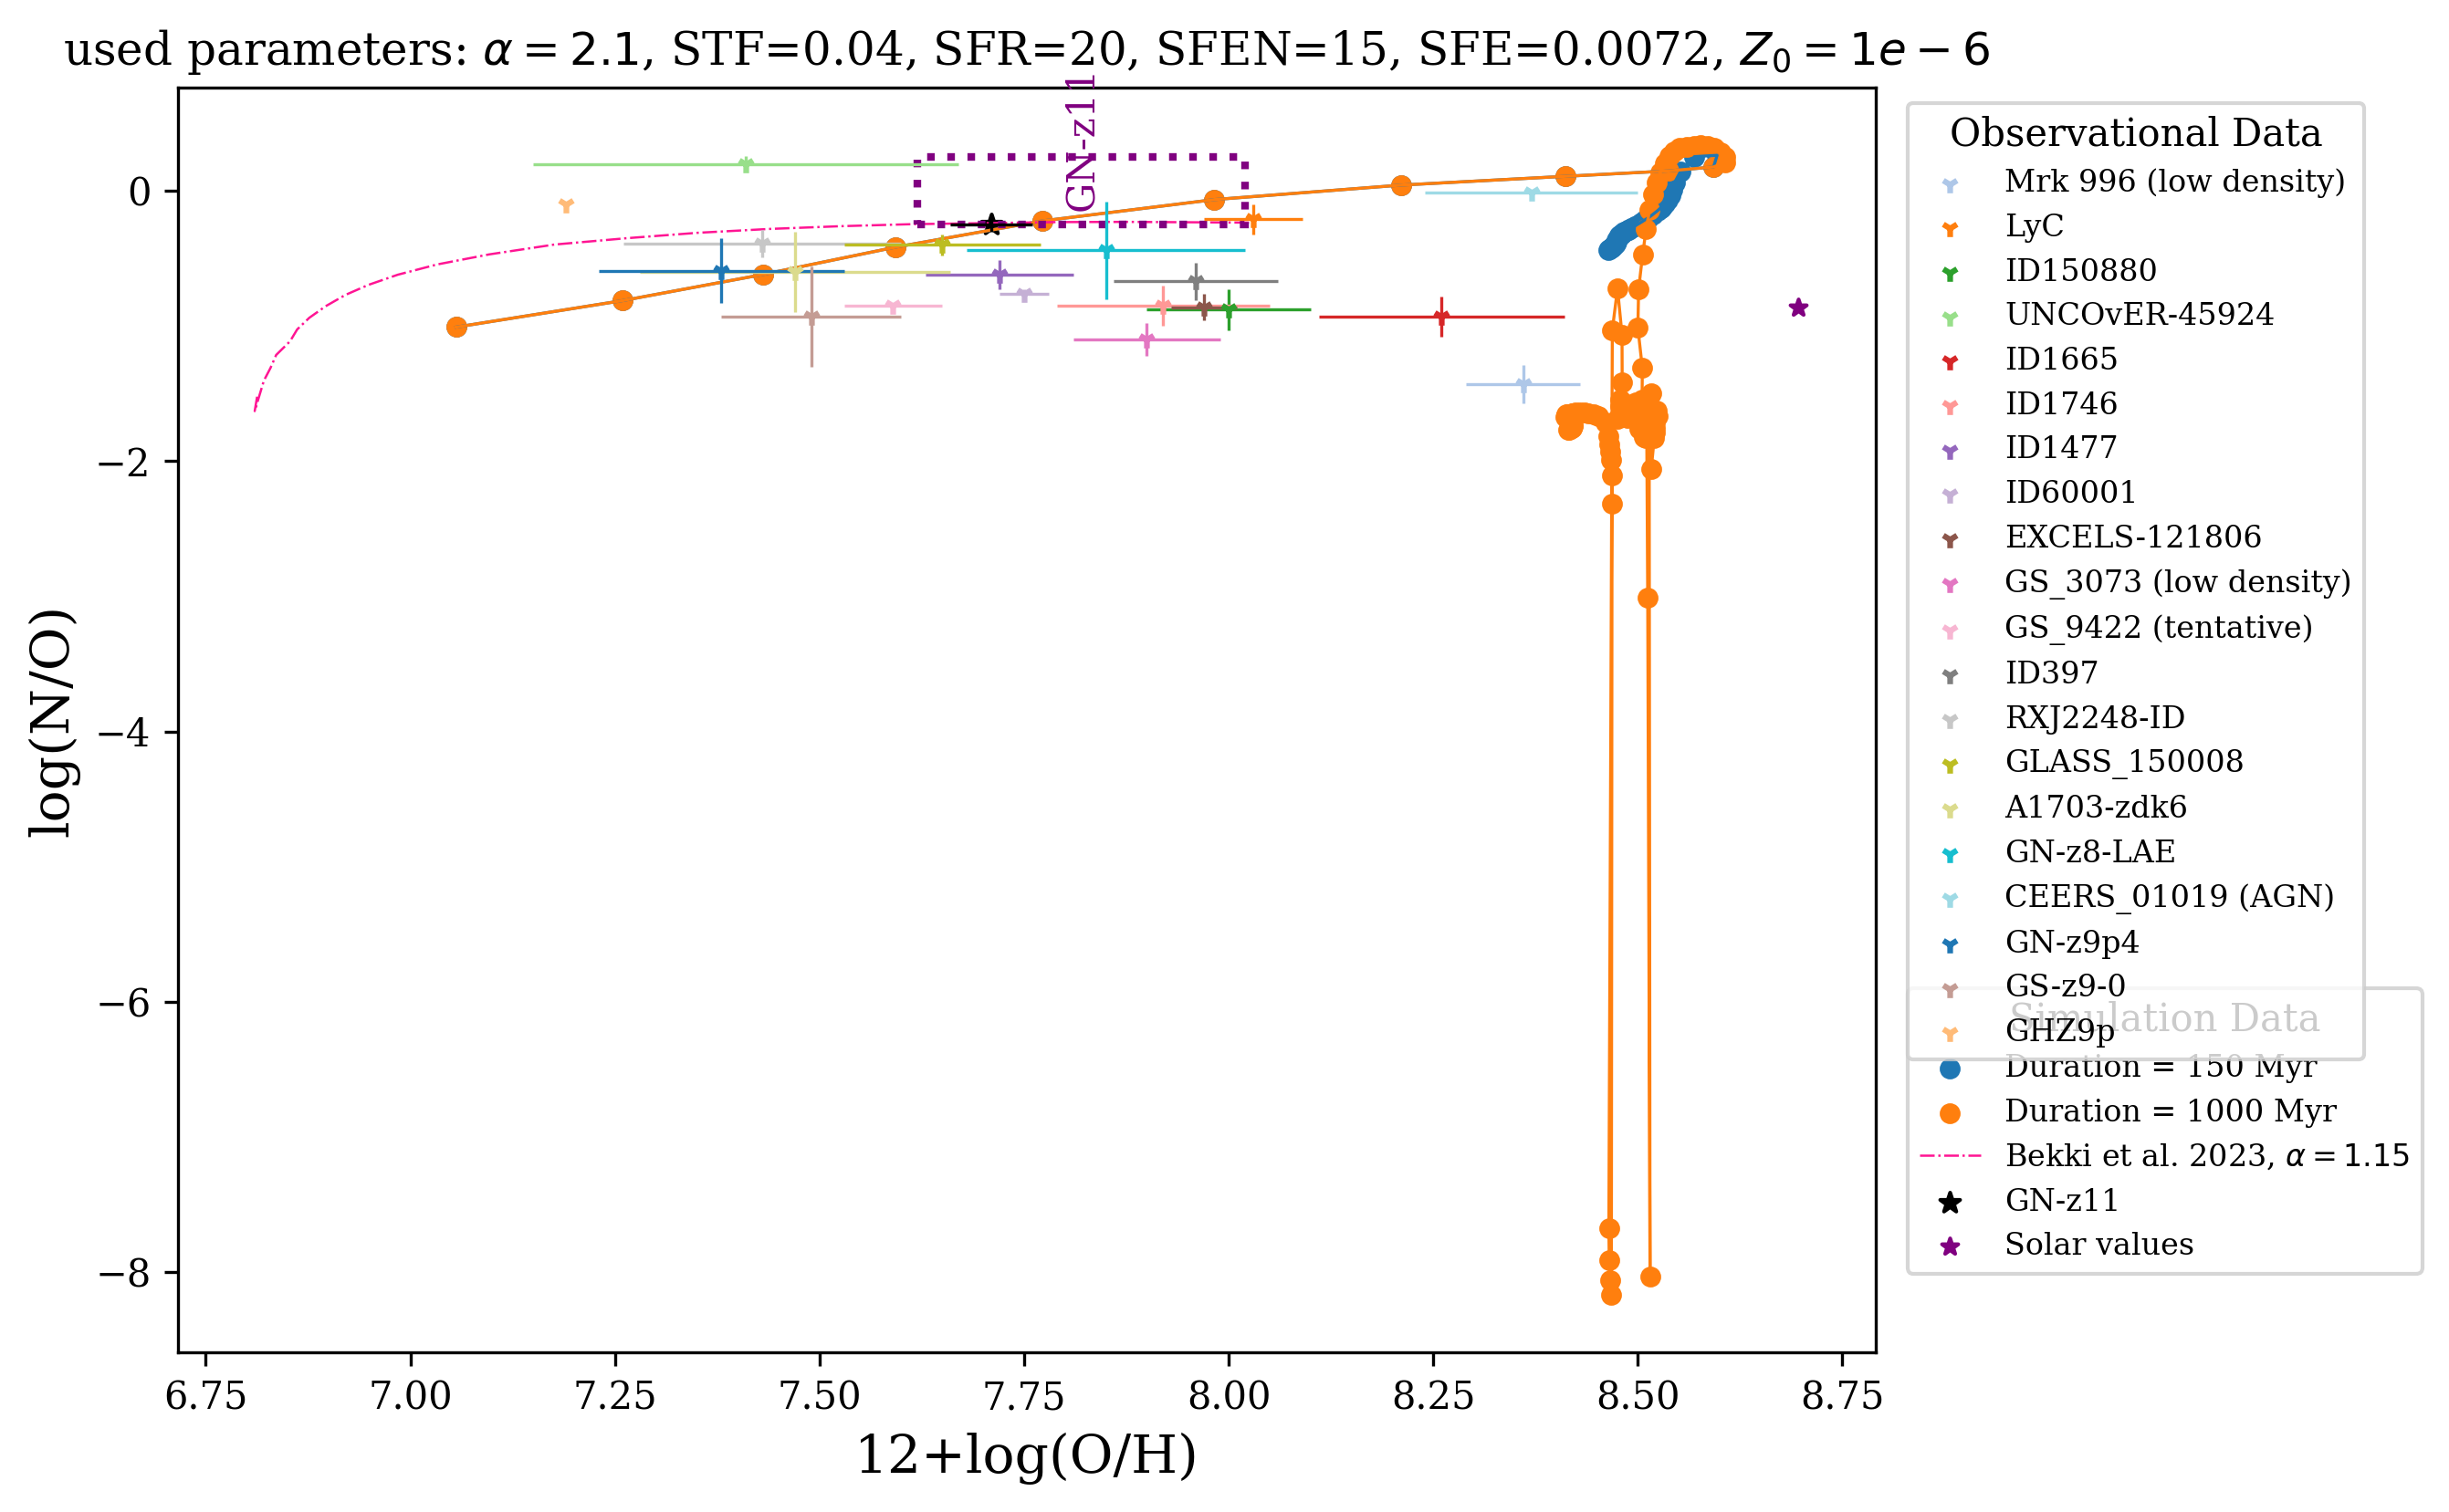 used parameters: α = 2.1, STF=0.04, SFR=20, SFEN=15, SFE=0.0072, Z₀ = 1e − 6
GN-z11
log(N/O)
0
−2
−4
−6
−8
6.75 7.00 7.25 7.50 7.75 8.00 8.25 8.50 8.75
12+log(O/H)
Observational Data
Mrk 996 (low density)
LyC
ID150880
UNCOvER-45924
ID1665
ID1746
ID1477
ID60001
EXCELS-121806
GS_3073 (low density)
GS_9422 (tentative)
ID397
RXJ2248-ID
GLASS_150008
A1703-zdk6
GN-z8-LAE
CEERS_01019 (AGN)
GN-z9p4
GS-z9-0
GHZ9p
Simulation Data
Duration = 150 Myr
Duration = 1000 Myr
Bekki et al. 2023, α = 1.15
GN-z11
Solar values